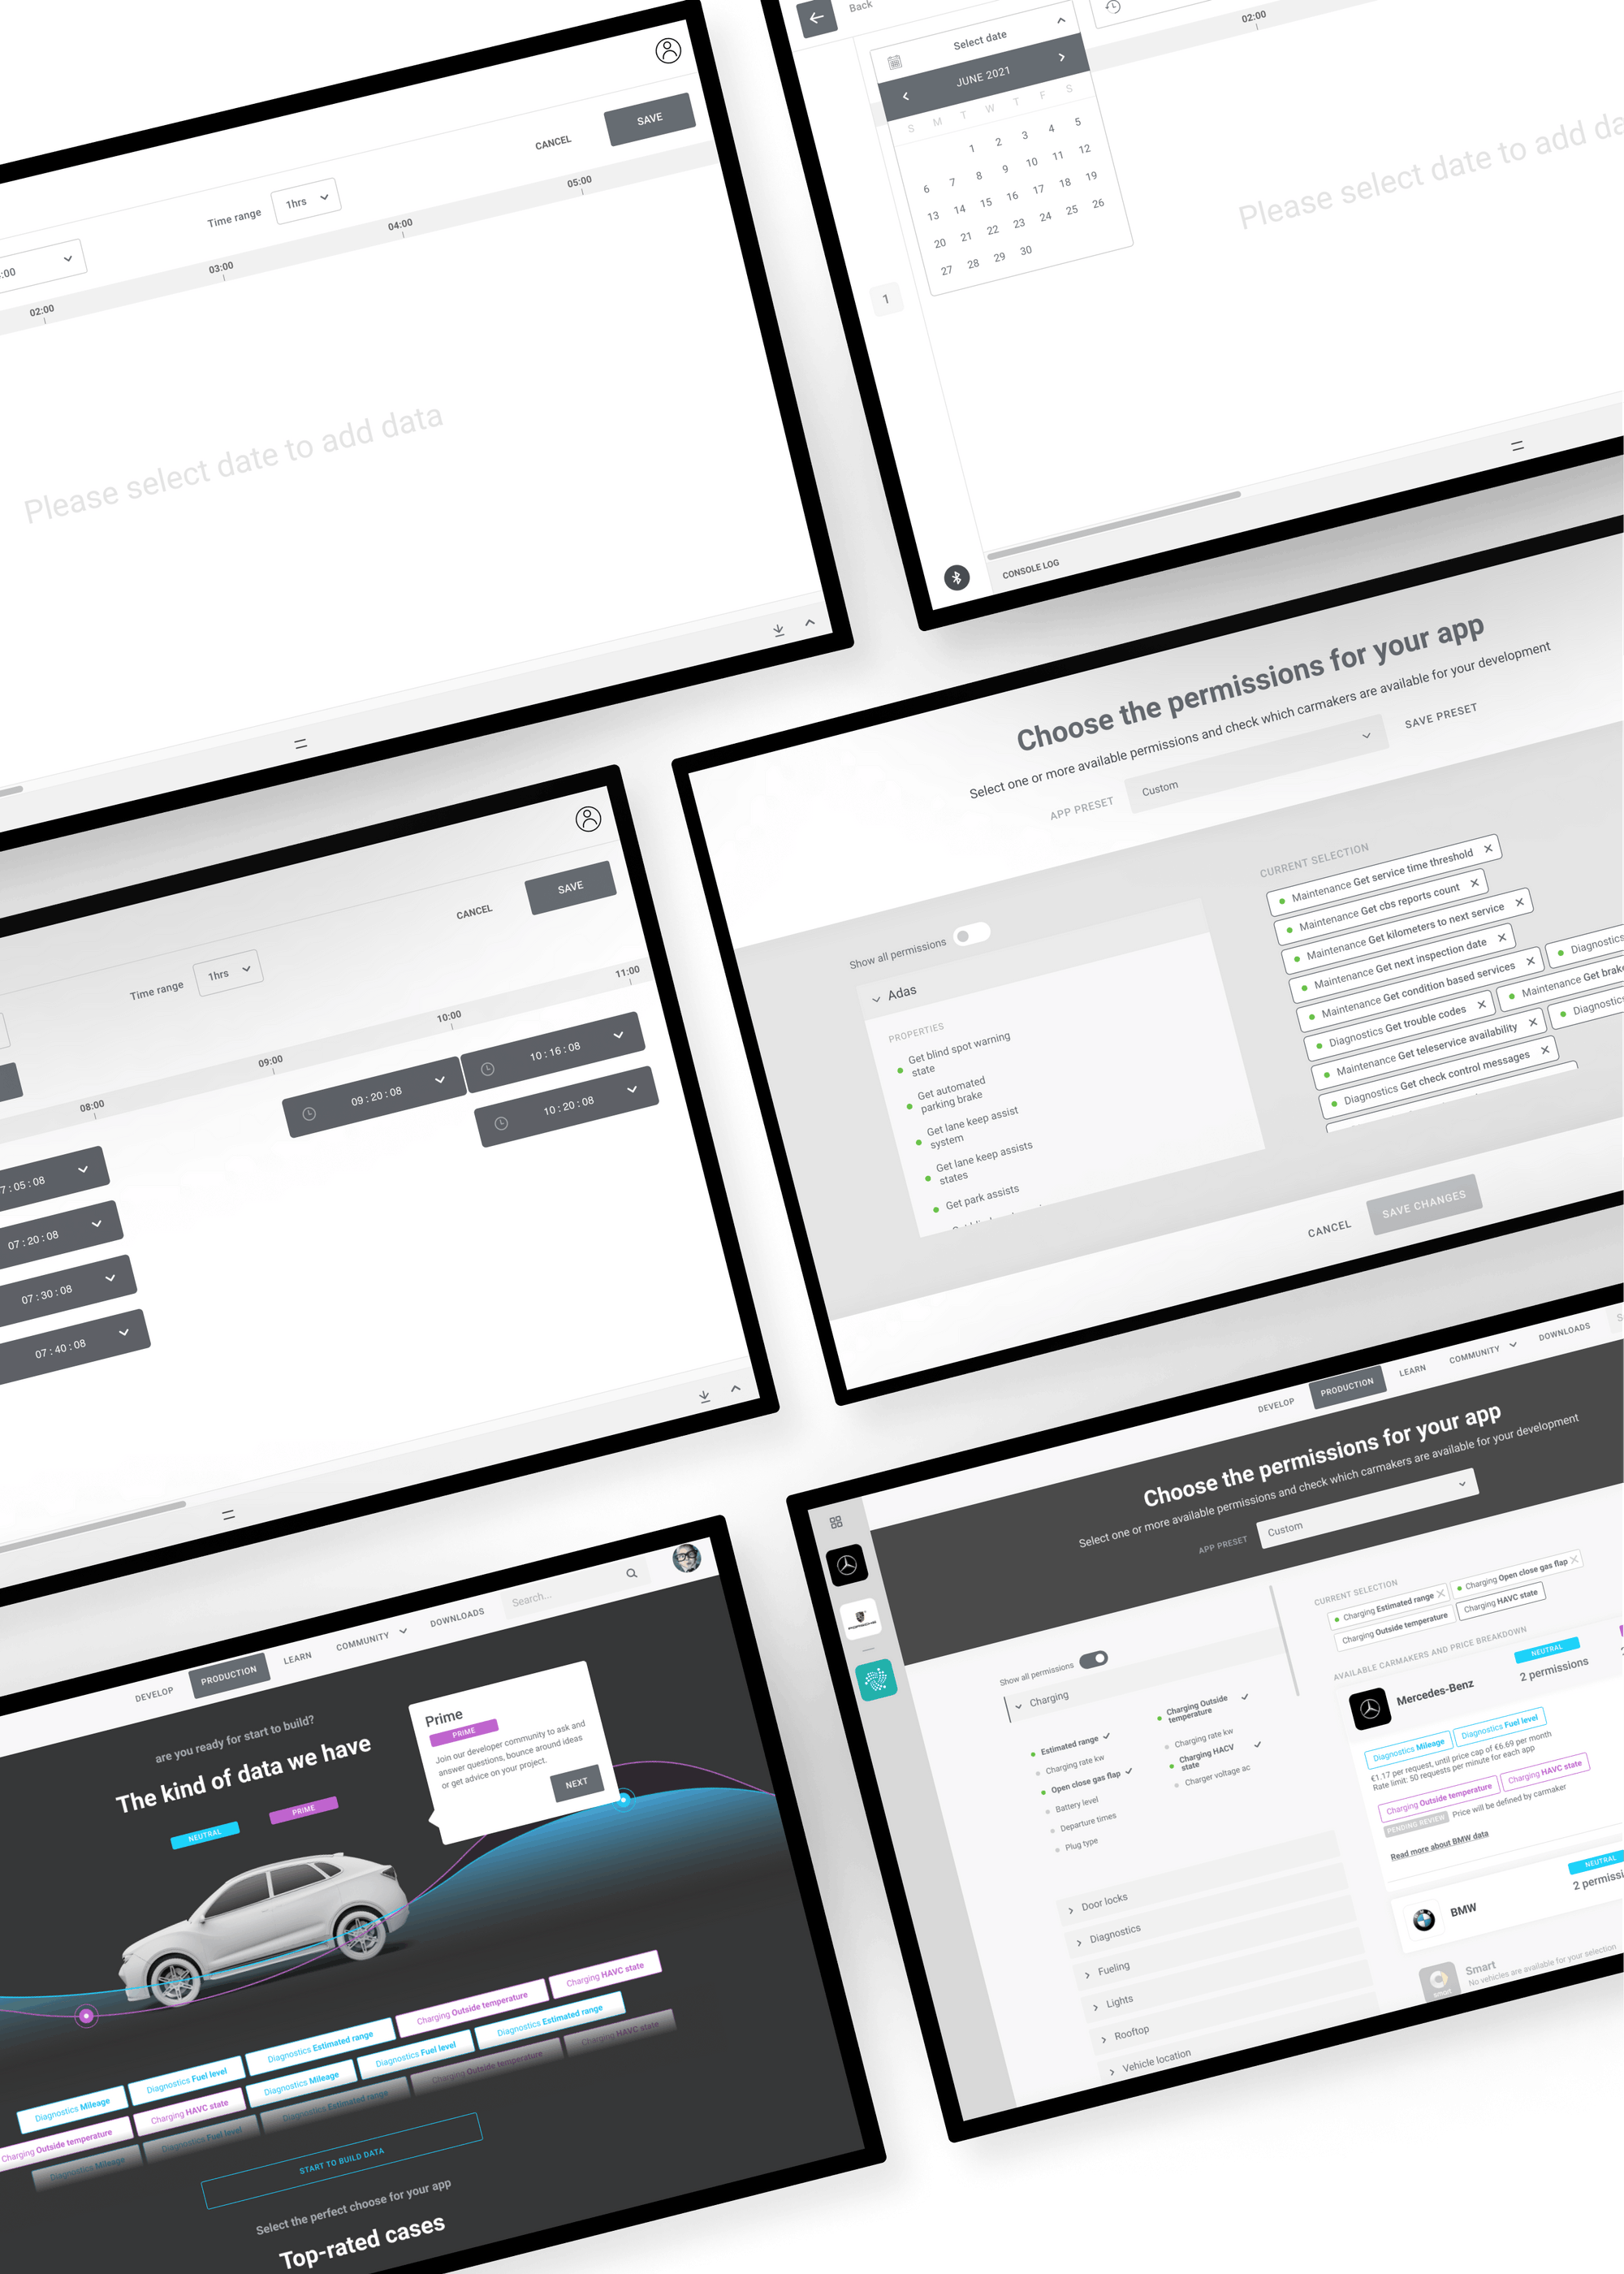 CANCEL
SAVE
:00
Time range
1hrs
02:00
03:00
04:00
05:00
Please select date to add data
Back
Select date
JUNE 2021
S M T W T F S
1 2 3 4 5
6 7 8 9 10 11 12
13 14 15 16 17 18 19
20 21 22 23 24 25 26
27 28 29 30
02:00
Please select date to add da
1
CONSOLE LOG
CANCEL
SAVE
Time range
1hrs
08:00
09:00
10:00
11:00
09 : 20 : 08
10 : 16 : 08
10 : 20 : 08
7 : 05 : 08
07 : 20 : 08
07 : 30 : 08
07 : 40 : 08
Choose the permissions for your app
Select one or more available permissions and check which carmakers are available for your development
APP PRESET
Custom
SAVE PRESET
Show all permissions
Adas
PROPERTIES
Get blind spot warning
state
Get automated
parking brake
Get lane keep assist
system
Get lane keep assists
states
Get park assists
CURRENT SELECTION
Maintenance Get service time threshold
Maintenance Get cbs reports count
Maintenance Get kilometers to next service
Maintenance Get next inspection date
Maintenance Get condition based services
Diagnostics
Diagnostics Get trouble codes
Maintenance Get brak
Maintenance Get teleservice availability
Diagnostic
Diagnostics Get check control messages
CANCEL
SAVE CHANGES
DEVELOP
PRODUCTION
LEARN
COMMUNITY
DOWNLOADS
Search...
are you ready for start to build?
The kind of data we have
NEUTRAL
PRIME
Prime
PRIME
Join our developer community to ask and
answer questions, bounce around ideas
or get advice on your project.
NEXT
Diagnostics Mileage
Diagnostics Fuel level
Diagnostics Estimated range
Charging Outside temperature
Charging HAVC state
Charging Outside temperature
Charging HAVC state
Diagnostics Mileage
Diagnostics Fuel level
Diagnostics Estimated range
Diagnostics Mileage
Diagnostics Fuel level
Diagnostics Estimated range
Charging Outside temperature
Charging HAVC state
START TO BUILD DATA
Select the perfect choose for your app
Top-rated cases
DEVELOP
PRODUCTION
LEARN
COMMUNITY
DOWNLOADS
S
Choose the permissions for your app
Select one or more available permissions and check which carmakers are available for your development
APP PRESET
Custom
Show all permissions
Charging
Estimated range
Charging rate kw
Open close gas flap
Battery level
Departure times
Plug type
Charging Outside
temperature
Charging rate kw
Charging HACV
state
Charger voltage ac
Door locks
Diagnostics
Fueling
Lights
Rooftop
Vehicle location
CURRENT SELECTION
Charging Estimated range
Charging Open close gas flap
Charging Outside temperature
Charging HAVC state
AVAILABLE CARMAKERS AND PRICE BREAKDOWN
Mercedes-Benz
NEUTRAL
2 permissions
Diagnostics Mileage
Diagnostics Fuel level
€1.17 per request, until price cap of €6.69 per month
Rate limit: 50 requests per minute for each app
Charging Outside temperature
Charging HAVC state
PENDING REVIEW
Price will be defined by carmaker
Read more about BMW data
BMW
NEUTRAL
2 permissi
Smart
No vehicles are available for your selection
smart